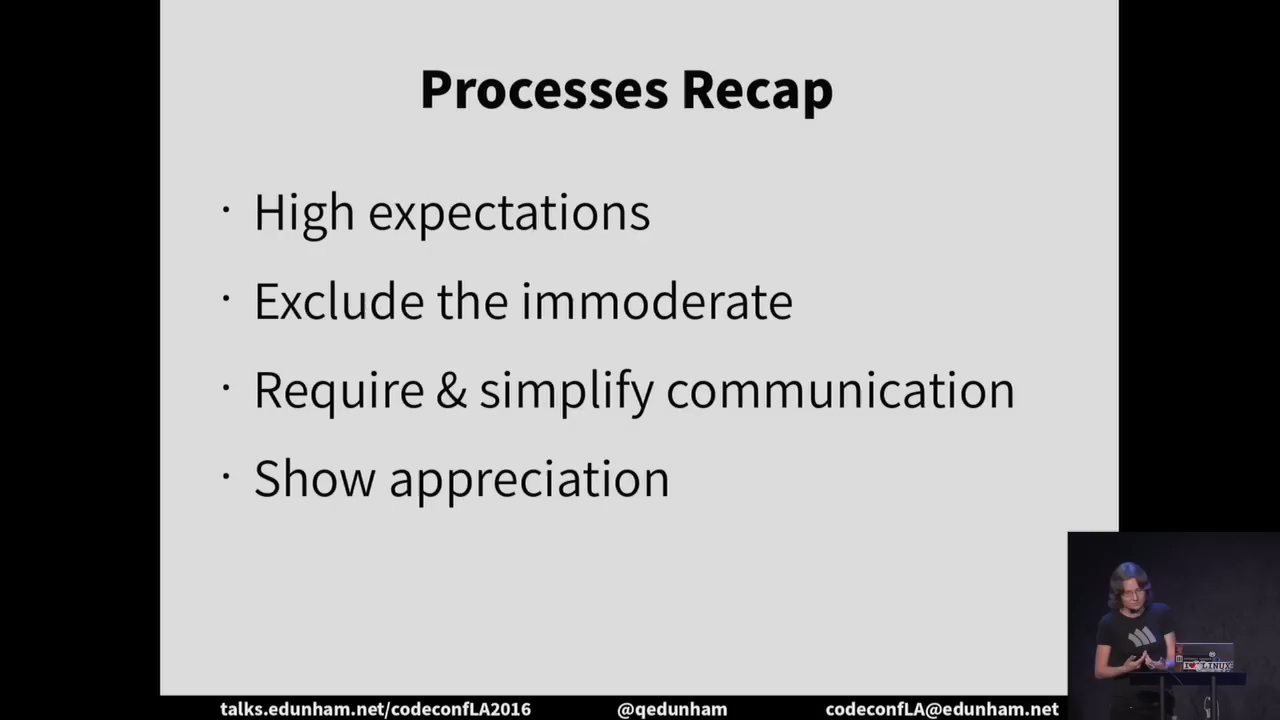 Processes Recap
· High expectations
· Exclude the immoderate
· Require & simplify communication
· Show appreciation
talks.edunham.net/codeconfLA2016 @qedunham codeconfLA@edunham.net
LINUX